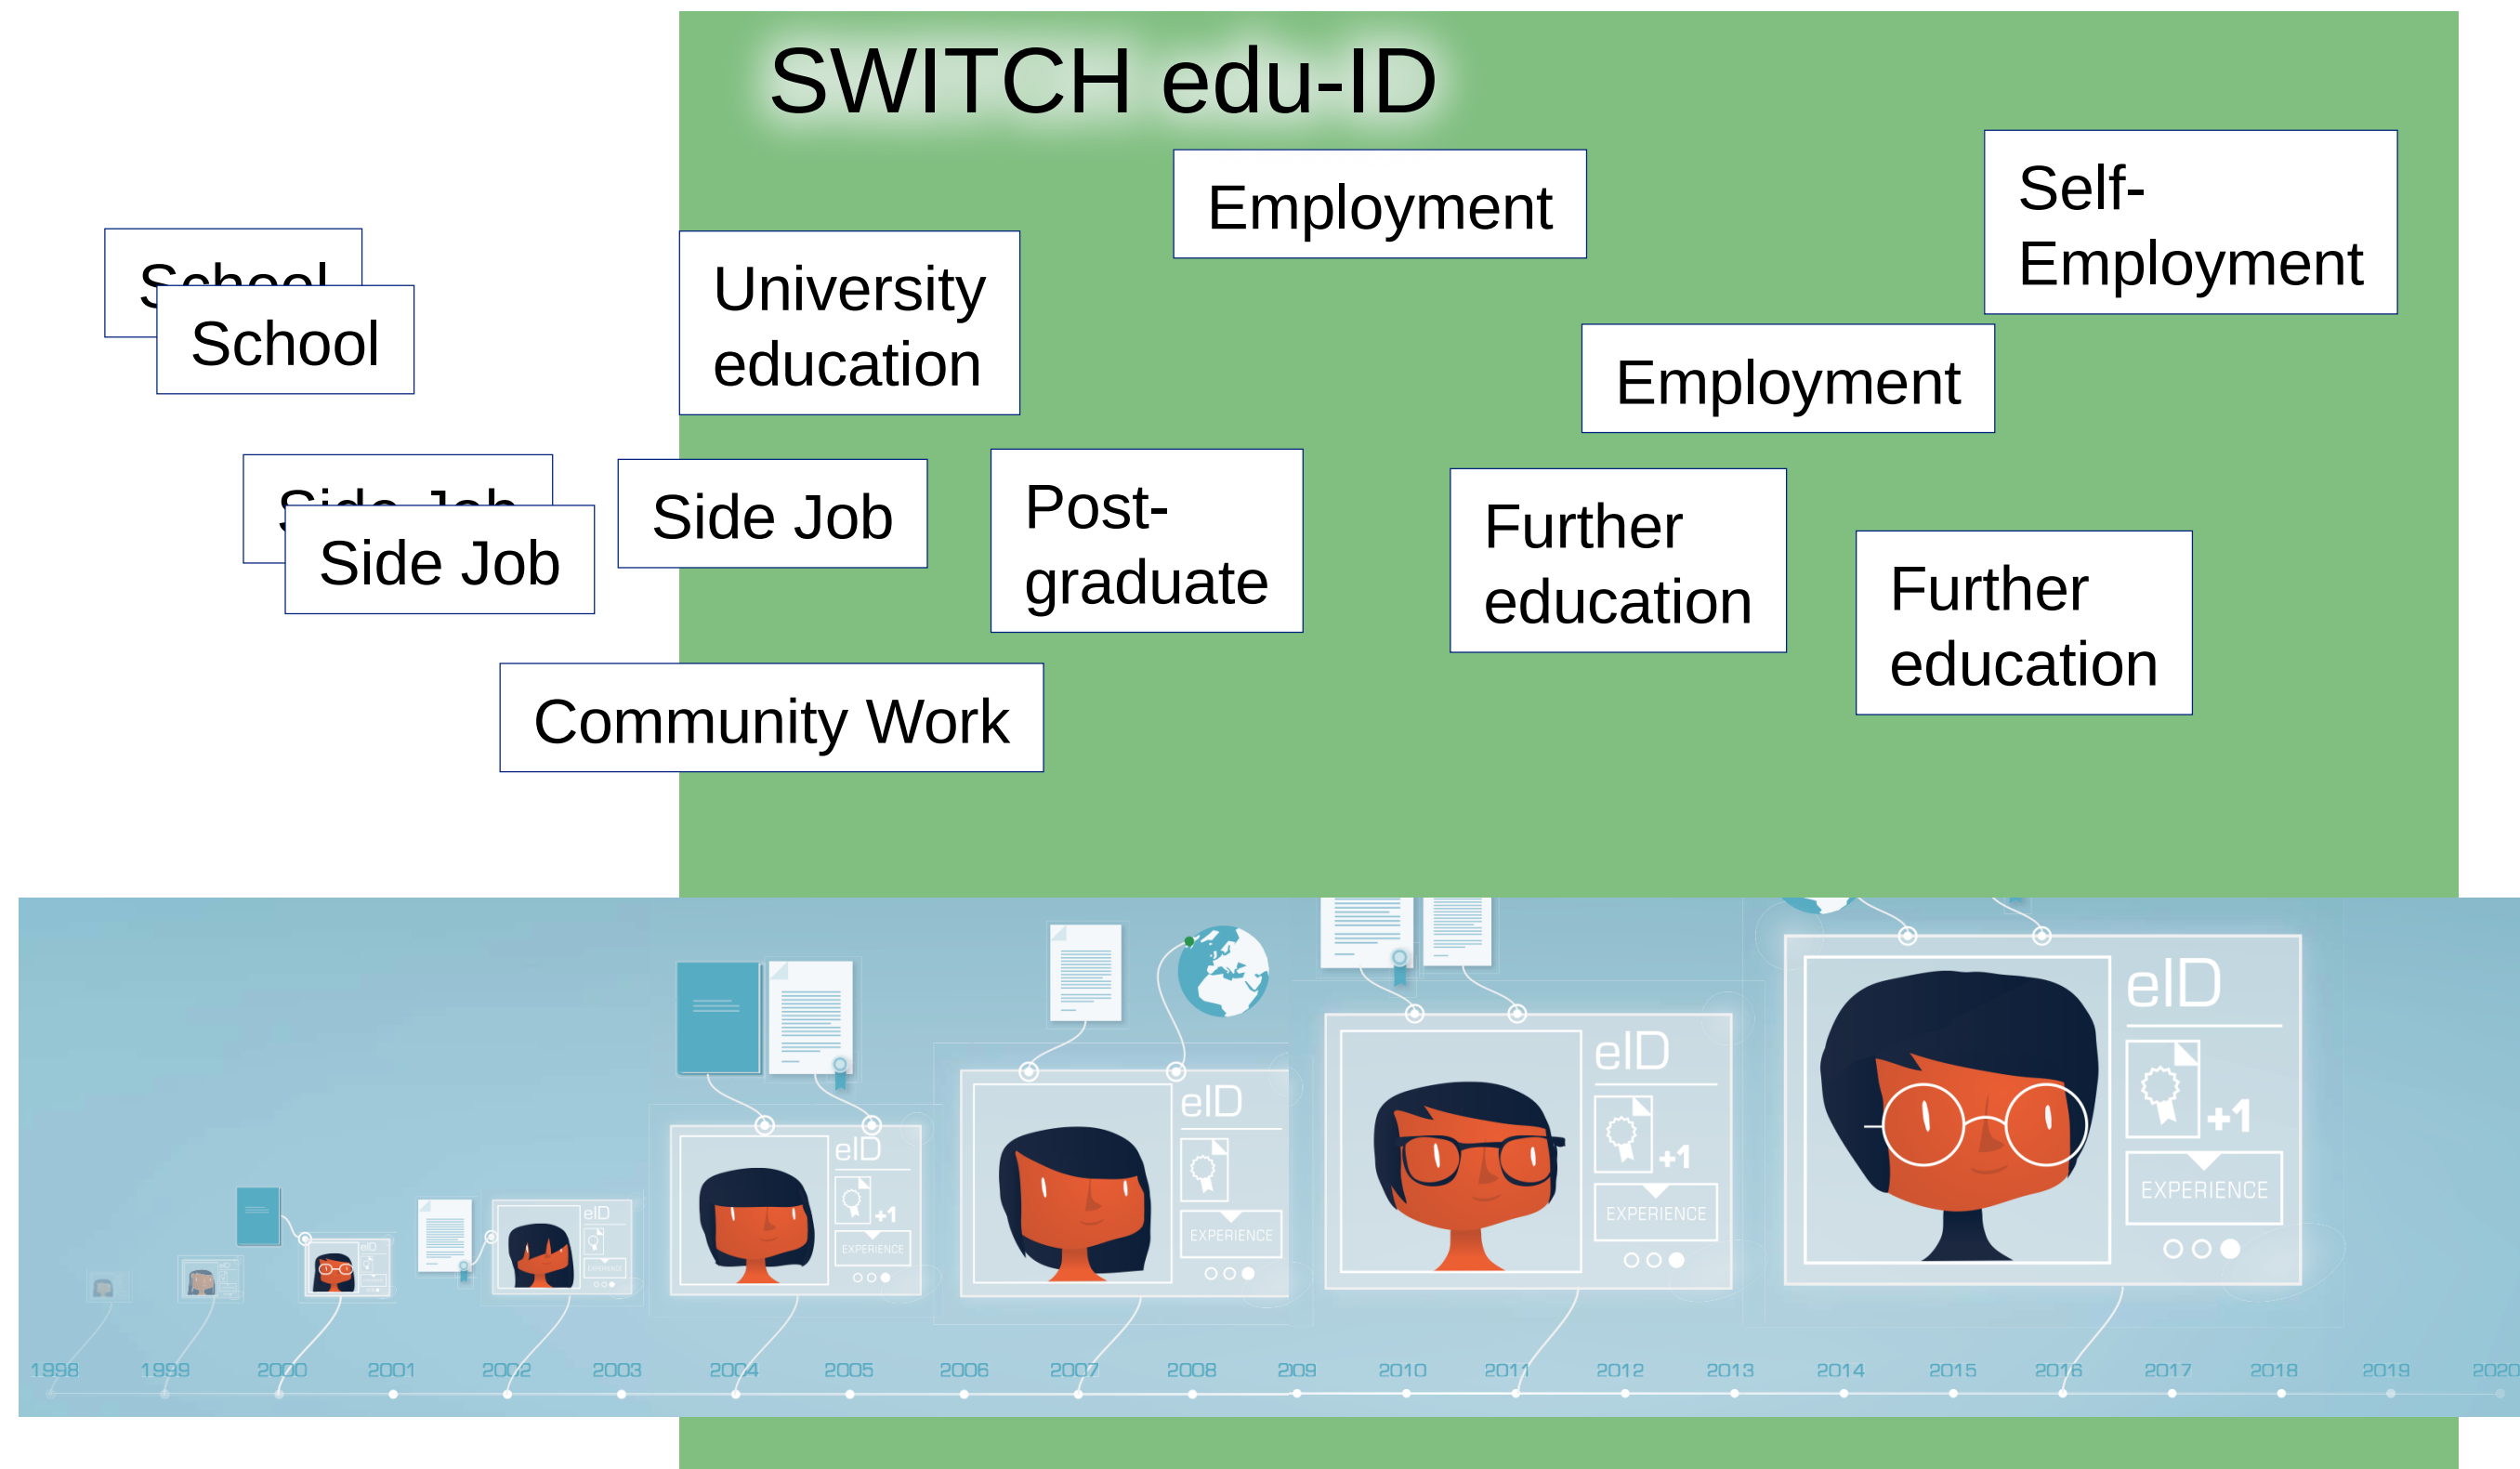 SWITCH edu-ID
Employment
Self-
Employment
School
School
University
education
Employment
Side Job
Side Job
Side Job
Post-
graduate
Further
education
Further
education
Community Work
eID
eID
+1
EXPERIENCE
eID
EXPERIENCE
eID
+1
EXPERIENCE
eID
+1
EXPERIENCE
1998 1999 2000 2001 2002 2003 2004 2005 2006 2007 2008 2009 2010 2011 2012 2013 2014 2015 2016 2017 2018 2019 2020